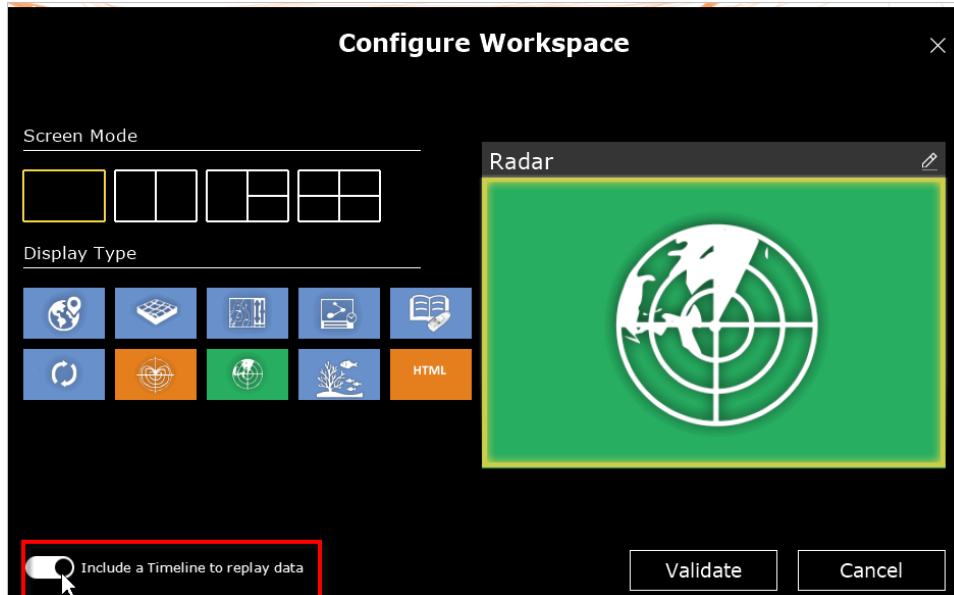 Configure Workspace
Screen Mode
Radar
Display Type
HTML
Include a Timeline to replay data
Validate
Cancel